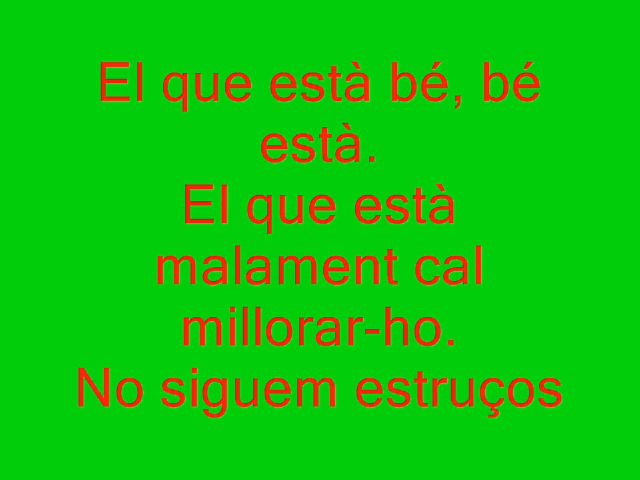 El que està bé, bé
està.
El que està
malament cal
millorar-ho.
No siguem estruços